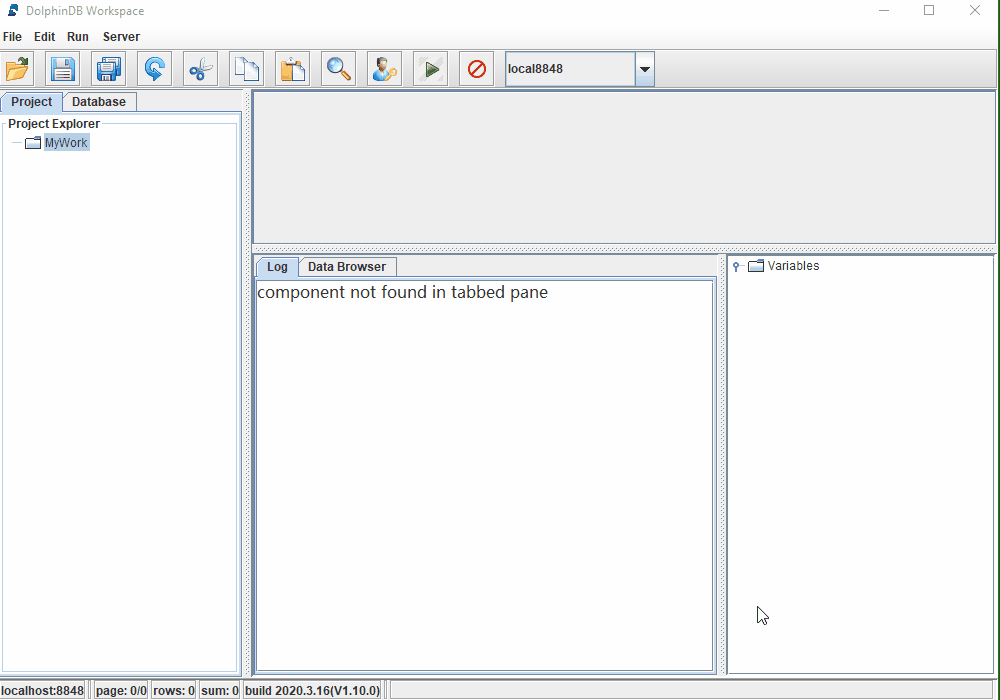 DolphinDB Workspace
File Edit Run Server
local8848
Project Database
Project Explorer
MyWork
Log Data Browser
component not found in tabbed pane
Variables
localhost:8848 page: 0/0 rows: 0 sum: 0 build 2020.3.16(V1.10.0)